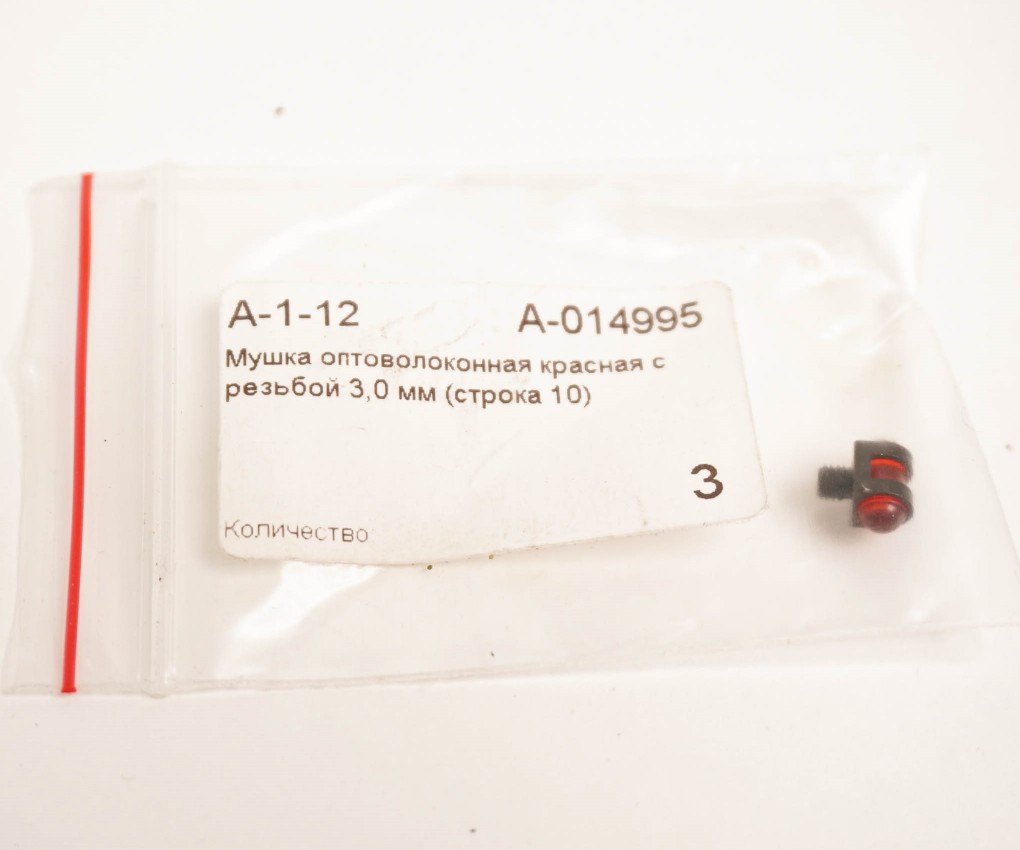 A-1-12 A-014995
Мушка оптоволоконная красная с
резьбой 3,0 мм (строка 10)
3
Количество